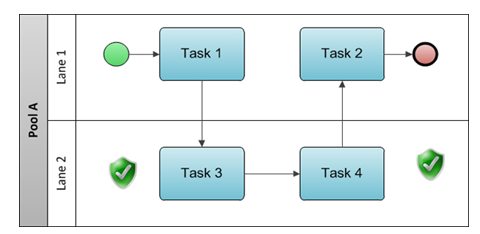 Pool A
Lane 1
Task 1
Task 2
Lane 2
Task 3
Task 4